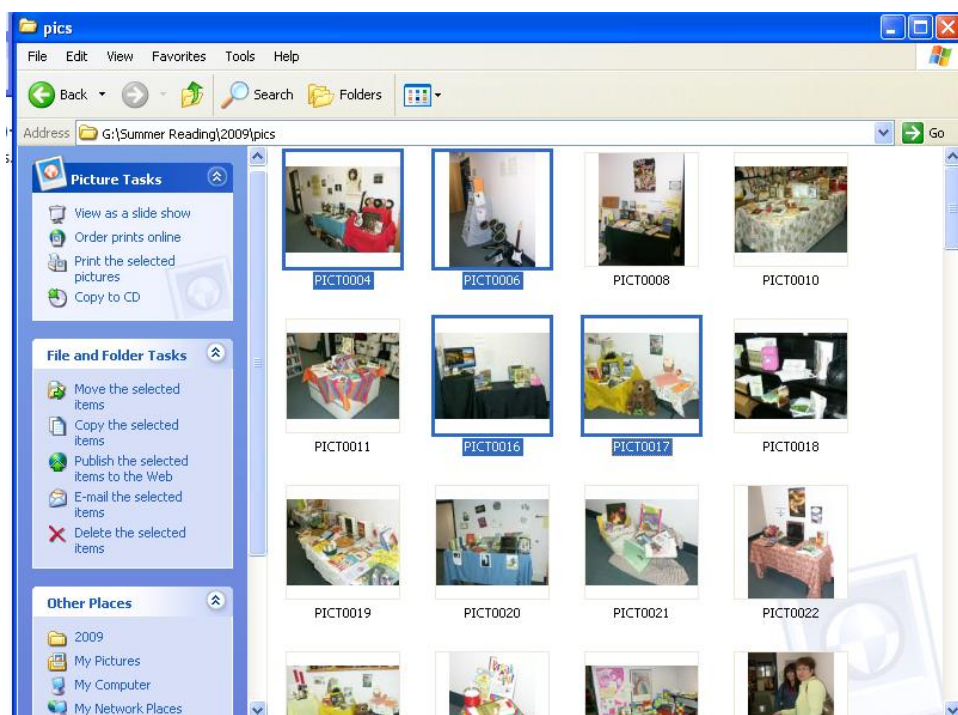 pics
File Edit View Favorites Tools Help
Back Search Folders
Address G:\Summer Reading\2009\pics Go
Picture Tasks
View as a slide show
Order prints online
Print the selected
pictures
Copy to CD
File and Folder Tasks
Move the selected
items
Copy the selected
items
Publish the selected
items to the Web
E-mail the selected
items
Delete the selected
items
Other Places
2009
My Pictures
My Computer
My Network Places
PICT0004 PICT0006 PICT0008 PICT0010
PICT0011 PICT0016 PICT0017 PICT0018
PICT0019 PICT0020 PICT0021 PICT0022